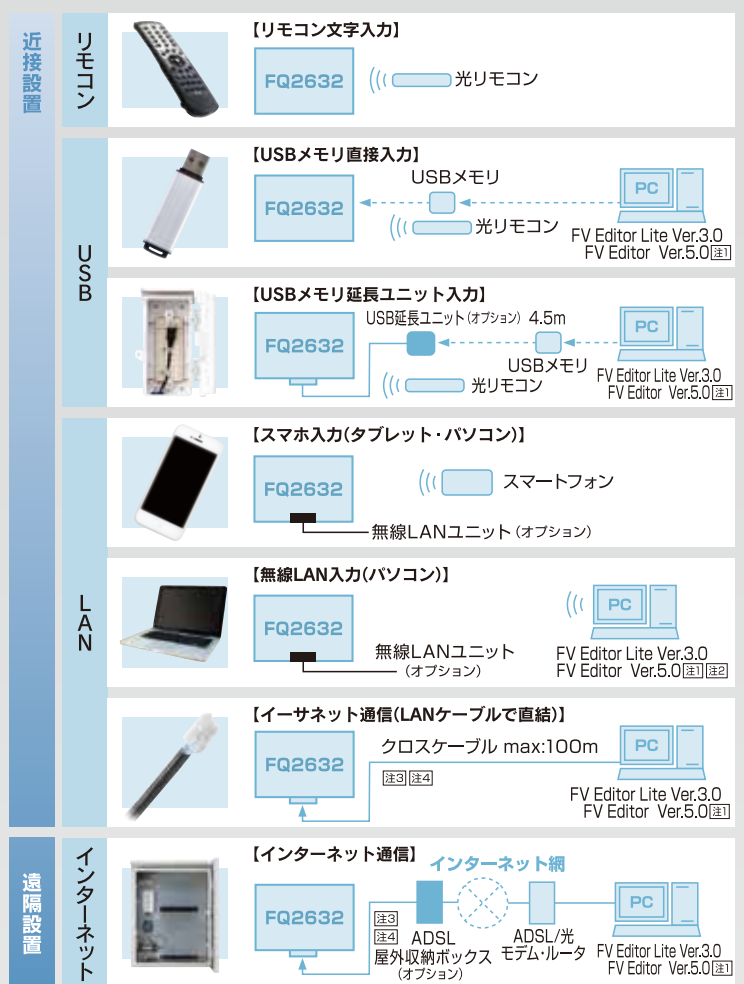 近接設置
リモコン
【リモコン文字入力】
FQ2632
光リモコン
USB
【USBメモリ直接入力】
USBメモリ
FQ2632
光リモコン
PC
FV Editor Lite Ver.3.0
FV Editor Ver.5.0注1
【USBメモリ延長ユニット入力】
USB延長ユニット(オプション) 4.5m
FQ2632
USBメモリ
光リモコン
PC
FV Editor Lite Ver.3.0
FV Editor Ver.5.0注1
LAN
【スマホ入力(タブレット・パソコン)】
FQ2632
スマートフォン
無線LANユニット(オプション)
【無線LAN入力(パソコン)】
FQ2632
無線LANユニット
(オプション)
PC
FV Editor Lite Ver.3.0
FV Editor Ver.5.0注1注2
【イーサネット通信(LANケーブルで直結)】
FQ2632
クロスケーブル max:100m
注3注4
PC
FV Editor Lite Ver.3.0
FV Editor Ver.5.0注1
遠隔設置
インターネット
【インターネット通信】
インターネット網
FQ2632
注3
注4
ADSL
屋外収納ボックス
(オプション)
ADSL/光
モデム・ルータ
PC
FV Editor Lite Ver.3.0
FV Editor Ver.5.0注1